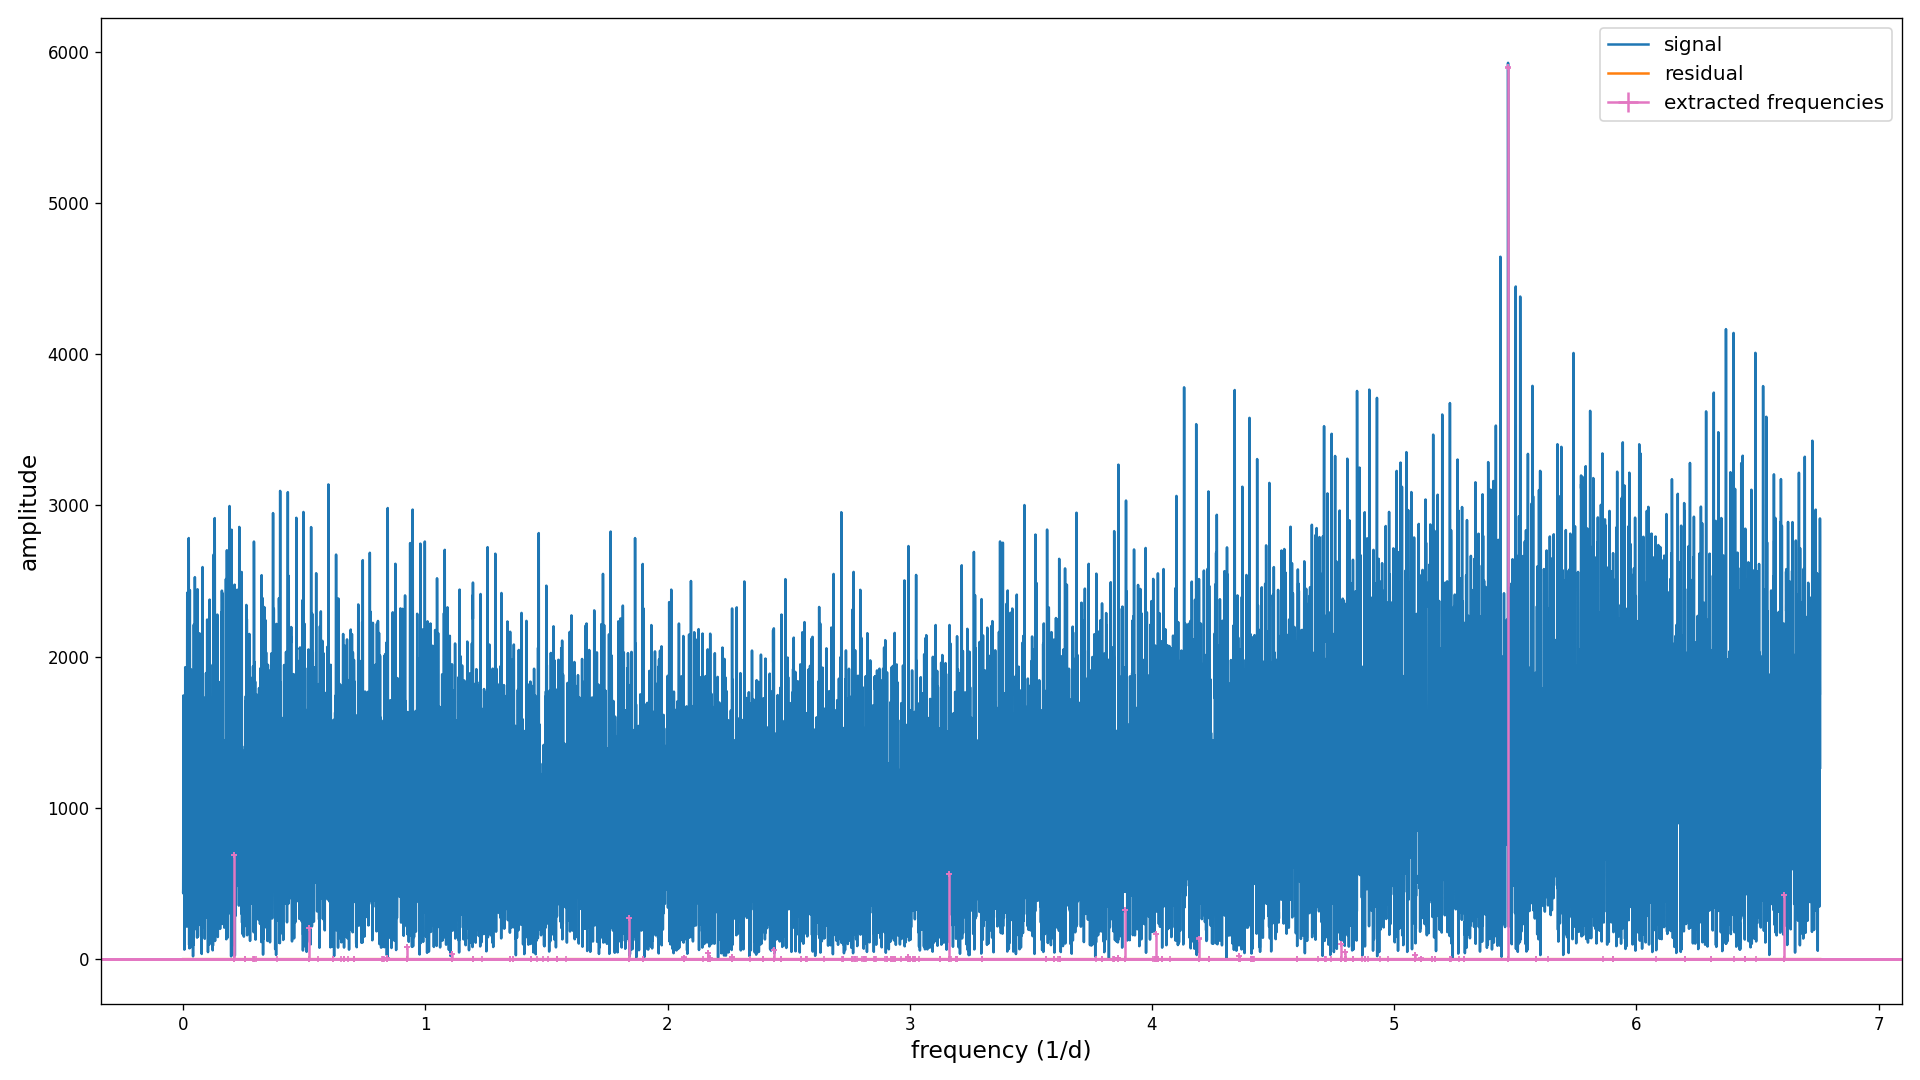 signal
residual
extracted frequencies
6000
5000
4000
3000
2000
1000
0
amplitude
0 1 2 3 4 5 6 7
frequency (1/d)